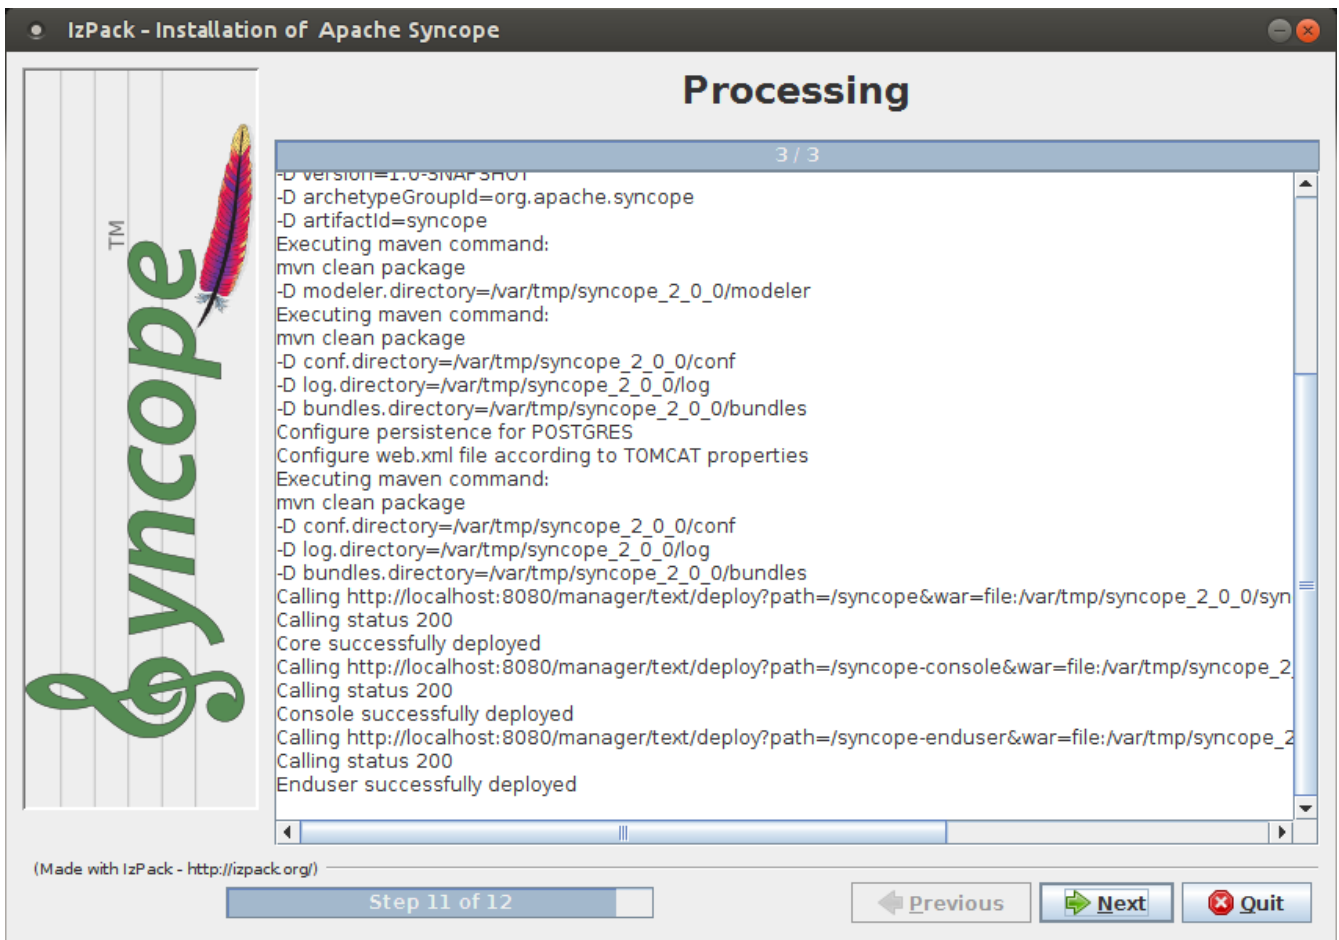 IzPack - Installation of  Apache Syncope
Processing
3 / 3
-D version=1.0-SNAPSHOT
-D archetypeGroupId=org.apache.syncope
-D artifactId=syncope
Executing maven command:
mvn clean package
-D modeler.directory=/var/tmp/syncope_2_0_0/modeler
Executing maven command:
mvn clean package
-D conf.directory=/var/tmp/syncope_2_0_0/conf
-D log.directory=/var/tmp/syncope_2_0_0/log
-D bundles.directory=/var/tmp/syncope_2_0_0/bundles
Configure persistence for POSTGRES
Configure web.xml file according to TOMCAT properties
Executing maven command:
mvn clean package
-D conf.directory=/var/tmp/syncope_2_0_0/conf
-D log.directory=/var/tmp/syncope_2_0_0/log
-D bundles.directory=/var/tmp/syncope_2_0_0/bundles
Calling http://localhost:8080/manager/text/deploy?path=/syncope&war=file:/var/tmp/syncope_2_0_0/syn
Calling status 200
Core successfully deployed
Calling http://localhost:8080/manager/text/deploy?path=/syncope-console&war=file:/var/tmp/syncope_2_
Calling status 200
Console successfully deployed
Calling http://localhost:8080/manager/text/deploy?path=/syncope-enduser&war=file:/var/tmp/syncope_2
Calling status 200
Enduser successfully deployed
Syncope TM
(Made with IzPack - http://izpack.org/)
Step 11 of 12
Previous
Next
Quit